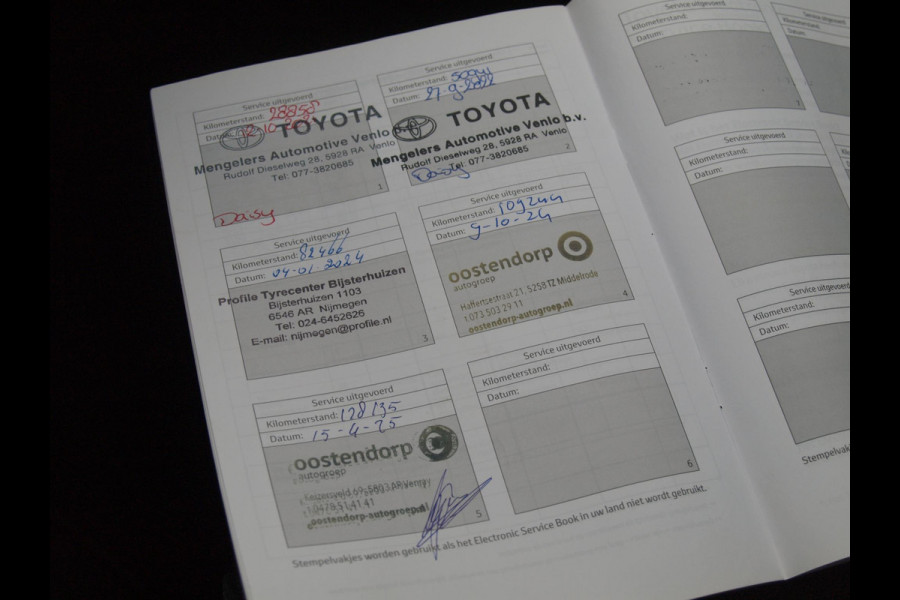 Service uitgevoerd
Kilometerstand: 28858
Datum:
TOYOTA
Mengelers Automotive Venlo b.v.
Rudolf Dieselweg 28, 5928 RA Venlo
Tel: 077-3820685
1
Daisy
Service uitgevoerd
Kilometerstand:
Datum: 27-9-2022
TOYOTA
Mengelers Automotive Venlo b.v.
Rudolf Dieselweg 28, 5928 RA Venlo
Tel: 077-3820685
2
Service uitgevoerd
Kilometerstand: 82466
Datum: 04-01-2024
Profile Tyrecenter Bijsterhuizen
Bijsterhuizen 1103
6546 AR Nijmegen
Tel: 024-6452626
E-mail: nijmegen@profile.nl
3
Service uitgevoerd
Kilometerstand: 109244
Datum: 9-10-24
oostendorp
autogroep
Haffertsestraat 21, 5258 TZ Middelrode
t 073 503 29 11
oostendorp-autogroep.nl
4
Service uitgevoerd
Kilometerstand: 128135
Datum: 15-4-25
oostendorp
autogroep
oostendorp-autogroep.nl
5
Service uitgevoerd
Kilometerstand:
Datum:
6
Stempelvakjes worden gebruikt als het Electronic Service Book in uw land niet wordt gebruikt.
Service uitgevoerd
Kilometerstand:
Datum:
Service uitgevoerd
Kilometerstand:
Datum:
Service uitgevoerd
Kilometerstand:
Datum: